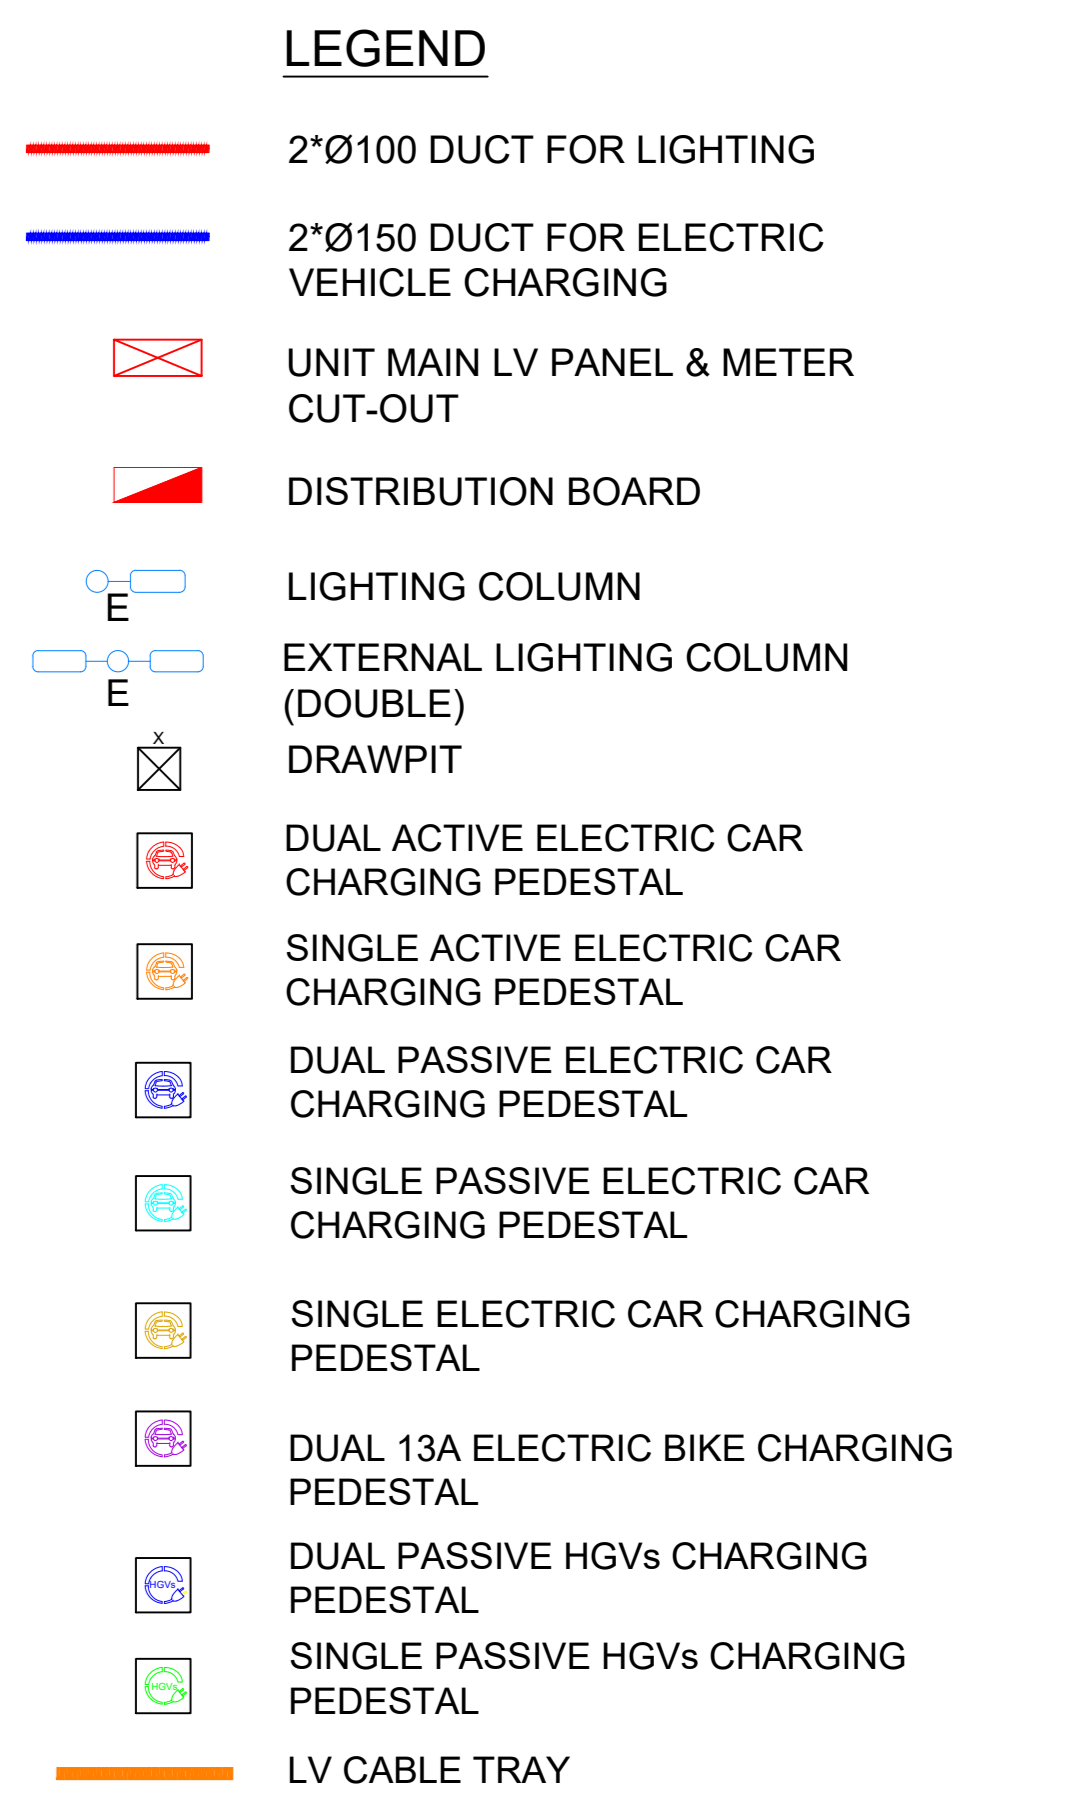 LEGEND
2*Ø100 DUCT FOR LIGHTING
2*Ø150 DUCT FOR ELECTRIC
VEHICLE CHARGING
UNIT MAIN LV PANEL & METER
CUT-OUT
DISTRIBUTION BOARD
LIGHTING COLUMN
E
EXTERNAL LIGHTING COLUMN
(DOUBLE)
E
X
DRAWPIT
DUAL ACTIVE ELECTRIC CAR
CHARGING PEDESTAL
SINGLE ACTIVE ELECTRIC CAR
CHARGING PEDESTAL
DUAL PASSIVE ELECTRIC CAR
CHARGING PEDESTAL
SINGLE PASSIVE ELECTRIC CAR
CHARGING PEDESTAL
SINGLE ELECTRIC CAR CHARGING
PEDESTAL
DUAL 13A ELECTRIC BIKE CHARGING
PEDESTAL
HGVs
DUAL PASSIVE HGVs CHARGING
PEDESTAL
HGVs
SINGLE PASSIVE HGVs CHARGING
PEDESTAL
LV CABLE TRAY